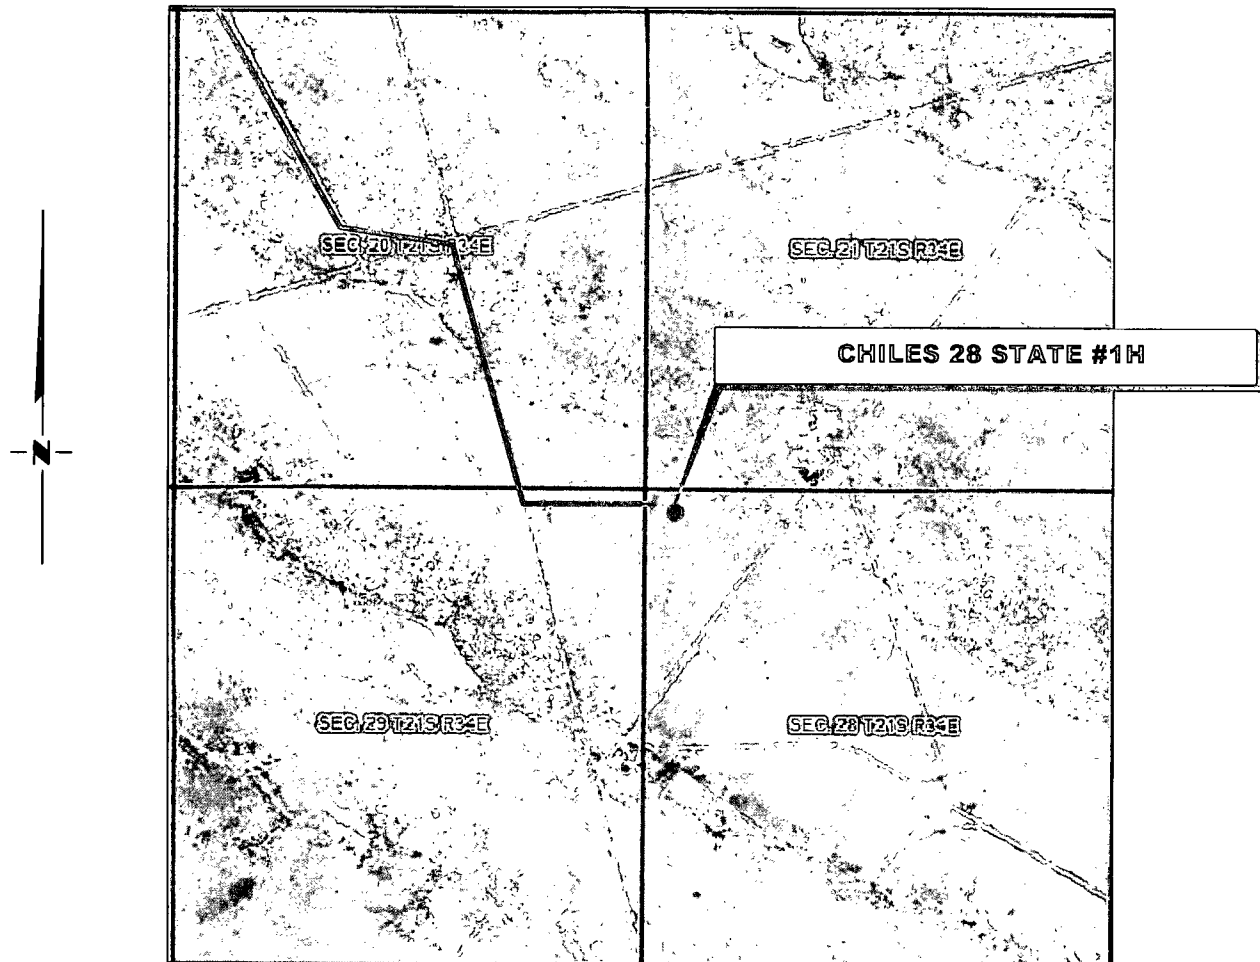 SEC. 20 T21S R34E
SEC. 21 T21S R34E
CHILES 28 STATE #1H
N
SEC. 29 T21S R34E
SEC. 28 T21S R34E